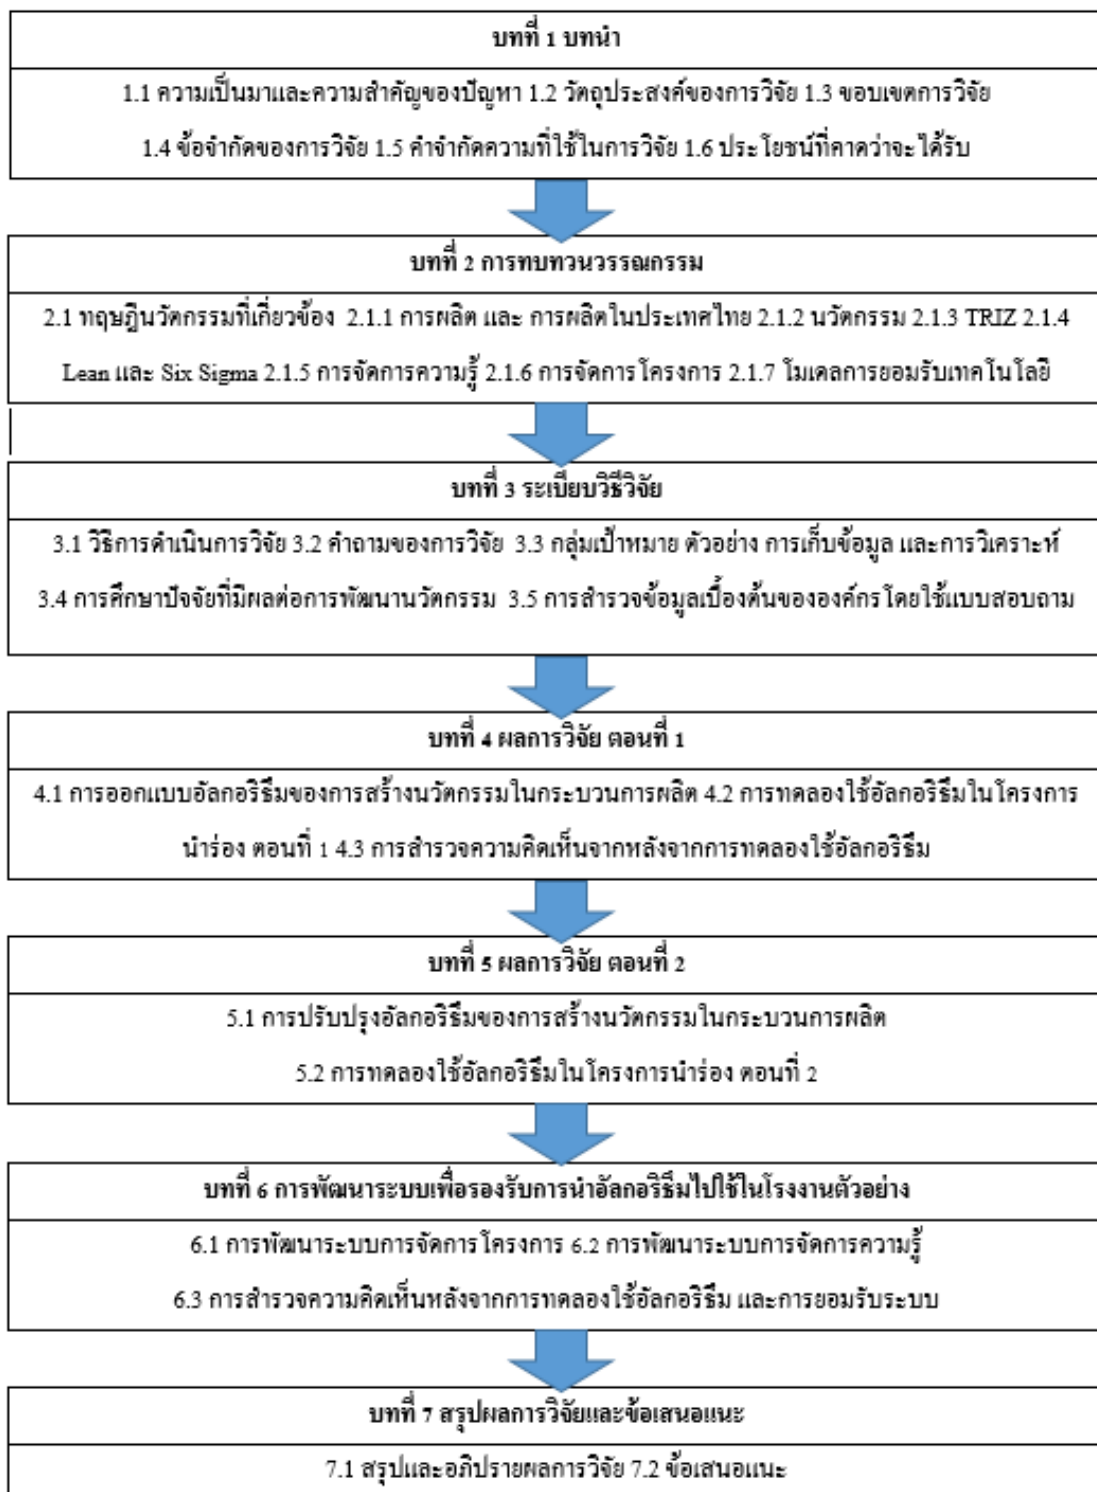 บทที่ 1 บทนำ
1.1 ความเป็นมาและความสำคัญของปัญหา 1.2 วัตถุประสงค์ของการวิจัย 1.3 ขอบเขตการวิจัย
1.4 ข้อจำกัดของการวิจัย 1.5 คำจำกัดความที่ใช้ในการวิจัย 1.6 ประโยชน์ที่คาดว่าจะได้รับ
บทที่ 2 การทบทวนวรรณกรรม
2.1 ทฤษฎีนวัตกรรมที่เกี่ยวข้อง 2.1.1 การผลิต และ การผลิตในประเทศไทย 2.1.2 นวัตกรรม 2.1.3 TRIZ 2.1.4
Lean และ Six Sigma 2.1.5 การจัดการความรู้ 2.1.6 การจัดการโครงการ 2.1.7 โมเดลการยอมรับเทคโนโลยี
บทที่ 3 ระเบียบวิธีวิจัย
3.1 วิธีการดำเนินการวิจัย 3.2 คำถามของการวิจัย 3.3 กลุ่มเป้าหมาย ตัวอย่าง การเก็บข้อมูล และการวิเคราะห์
3.4 การศึกษาปัจจัยที่มีผลต่อการพัฒนานวัตกรรม 3.5 การสำรวจข้อมูลเบื้องต้นขององค์กรโดยใช้แบบสอบถาม
บทที่ 4 ผลการวิจัย ตอนที่ 1
4.1 การออกแบบอัลกอริธึมของการสร้างนวัตกรรมในกระบวนการผลิต 4.2 การทดลองใช้อัลกอริธึมในโครงการ
นำร่อง ตอนที่ 1 4.3 การสำรวจความคิดเห็นจากหลังจากการทดลองใช้อัลกอริธึม
บทที่ 5 ผลการวิจัย ตอนที่ 2
5.1 การปรับปรุงอัลกอริธึมของการสร้างนวัตกรรมในกระบวนการผลิต
5.2 การทดลองใช้อัลกอริธึมในโครงการนำร่อง ตอนที่ 2
บทที่ 6 การพัฒนาระบบเพื่อรองรับการนำอัลกอริธึมไปใช้ในโรงงานตัวอย่าง
6.1 การพัฒนาระบบการจัดการโครงการ 6.2 การพัฒนาระบบการจัดการความรู้
6.3 การสำรวจความคิดเห็นหลังจากการทดลองใช้อัลกอริธึม และการยอมรับระบบ
บทที่ 7 สรุปผลการวิจัยและข้อเสนอแนะ
7.1 สรุปและอภิปรายผลการวิจัย 7.2 ข้อเสนอแนะ